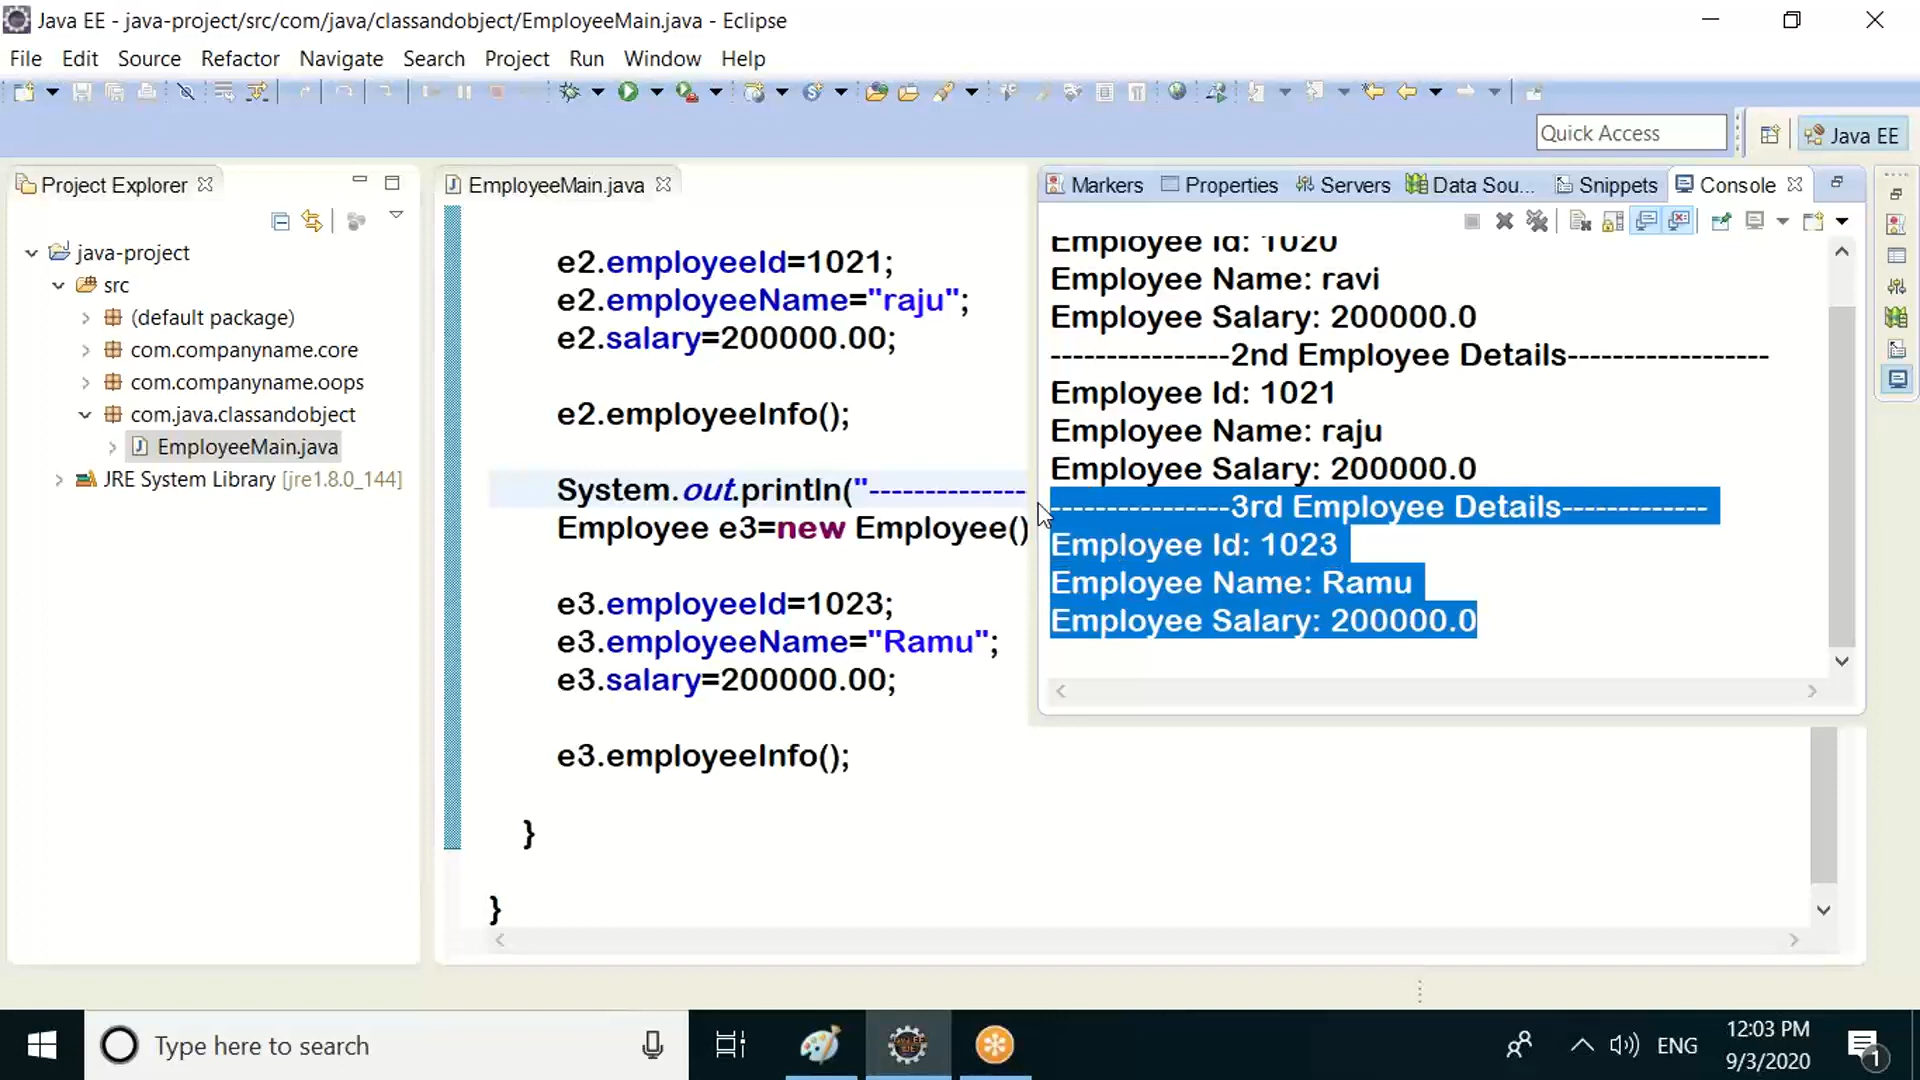 Java EE - java-project/src/com/java/classandobject/EmployeeMain.java - Eclipse
File Edit Source Refactor Navigate Search Project Run Window Help
Quick Access
Java EE
Project Explorer
java-project
src
(default package)
com.companyname.core
com.companyname.oops
com.java.classandobject
EmployeeMain.java
JRE System Library [jre1.8.0_144]
EmployeeMain.java
e2.employeeId=1021;
e2.employeeName="raju";
e2.salary=200000.00;
e2.employeeInfo();
System.out.println("--------------
Employee e3=new Employee()
e3.employeeId=1023;
e3.employeeName="Ramu";
e3.salary=200000.00;
e3.employeeInfo();
}
}
Markers Properties Servers Data Sou... Snippets Console
Employee Id: 1020
Employee Name: ravi
Employee Salary: 200000.0
----------------2nd Employee Details------------------
Employee Id: 1021
Employee Name: raju
Employee Salary: 200000.0
----------------3rd Employee Details-------------
Employee Id: 1023
Employee Name: Ramu
Employee Salary: 200000.0
Type here to search
ENG
12:03 PM
9/3/2020
1